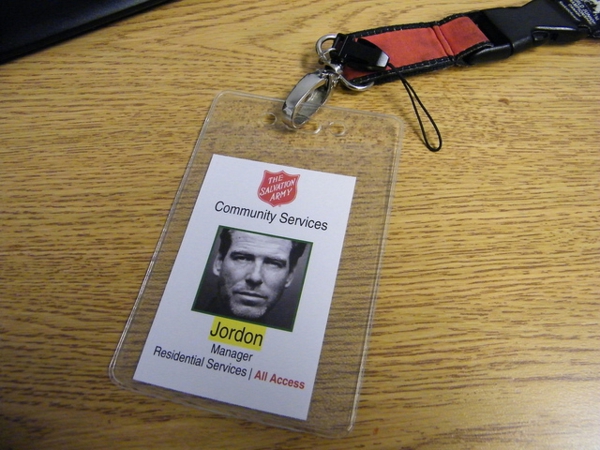 THE
SALVATION
ARMY
Community Services
Jordon
Manager
Residential Services | All Access